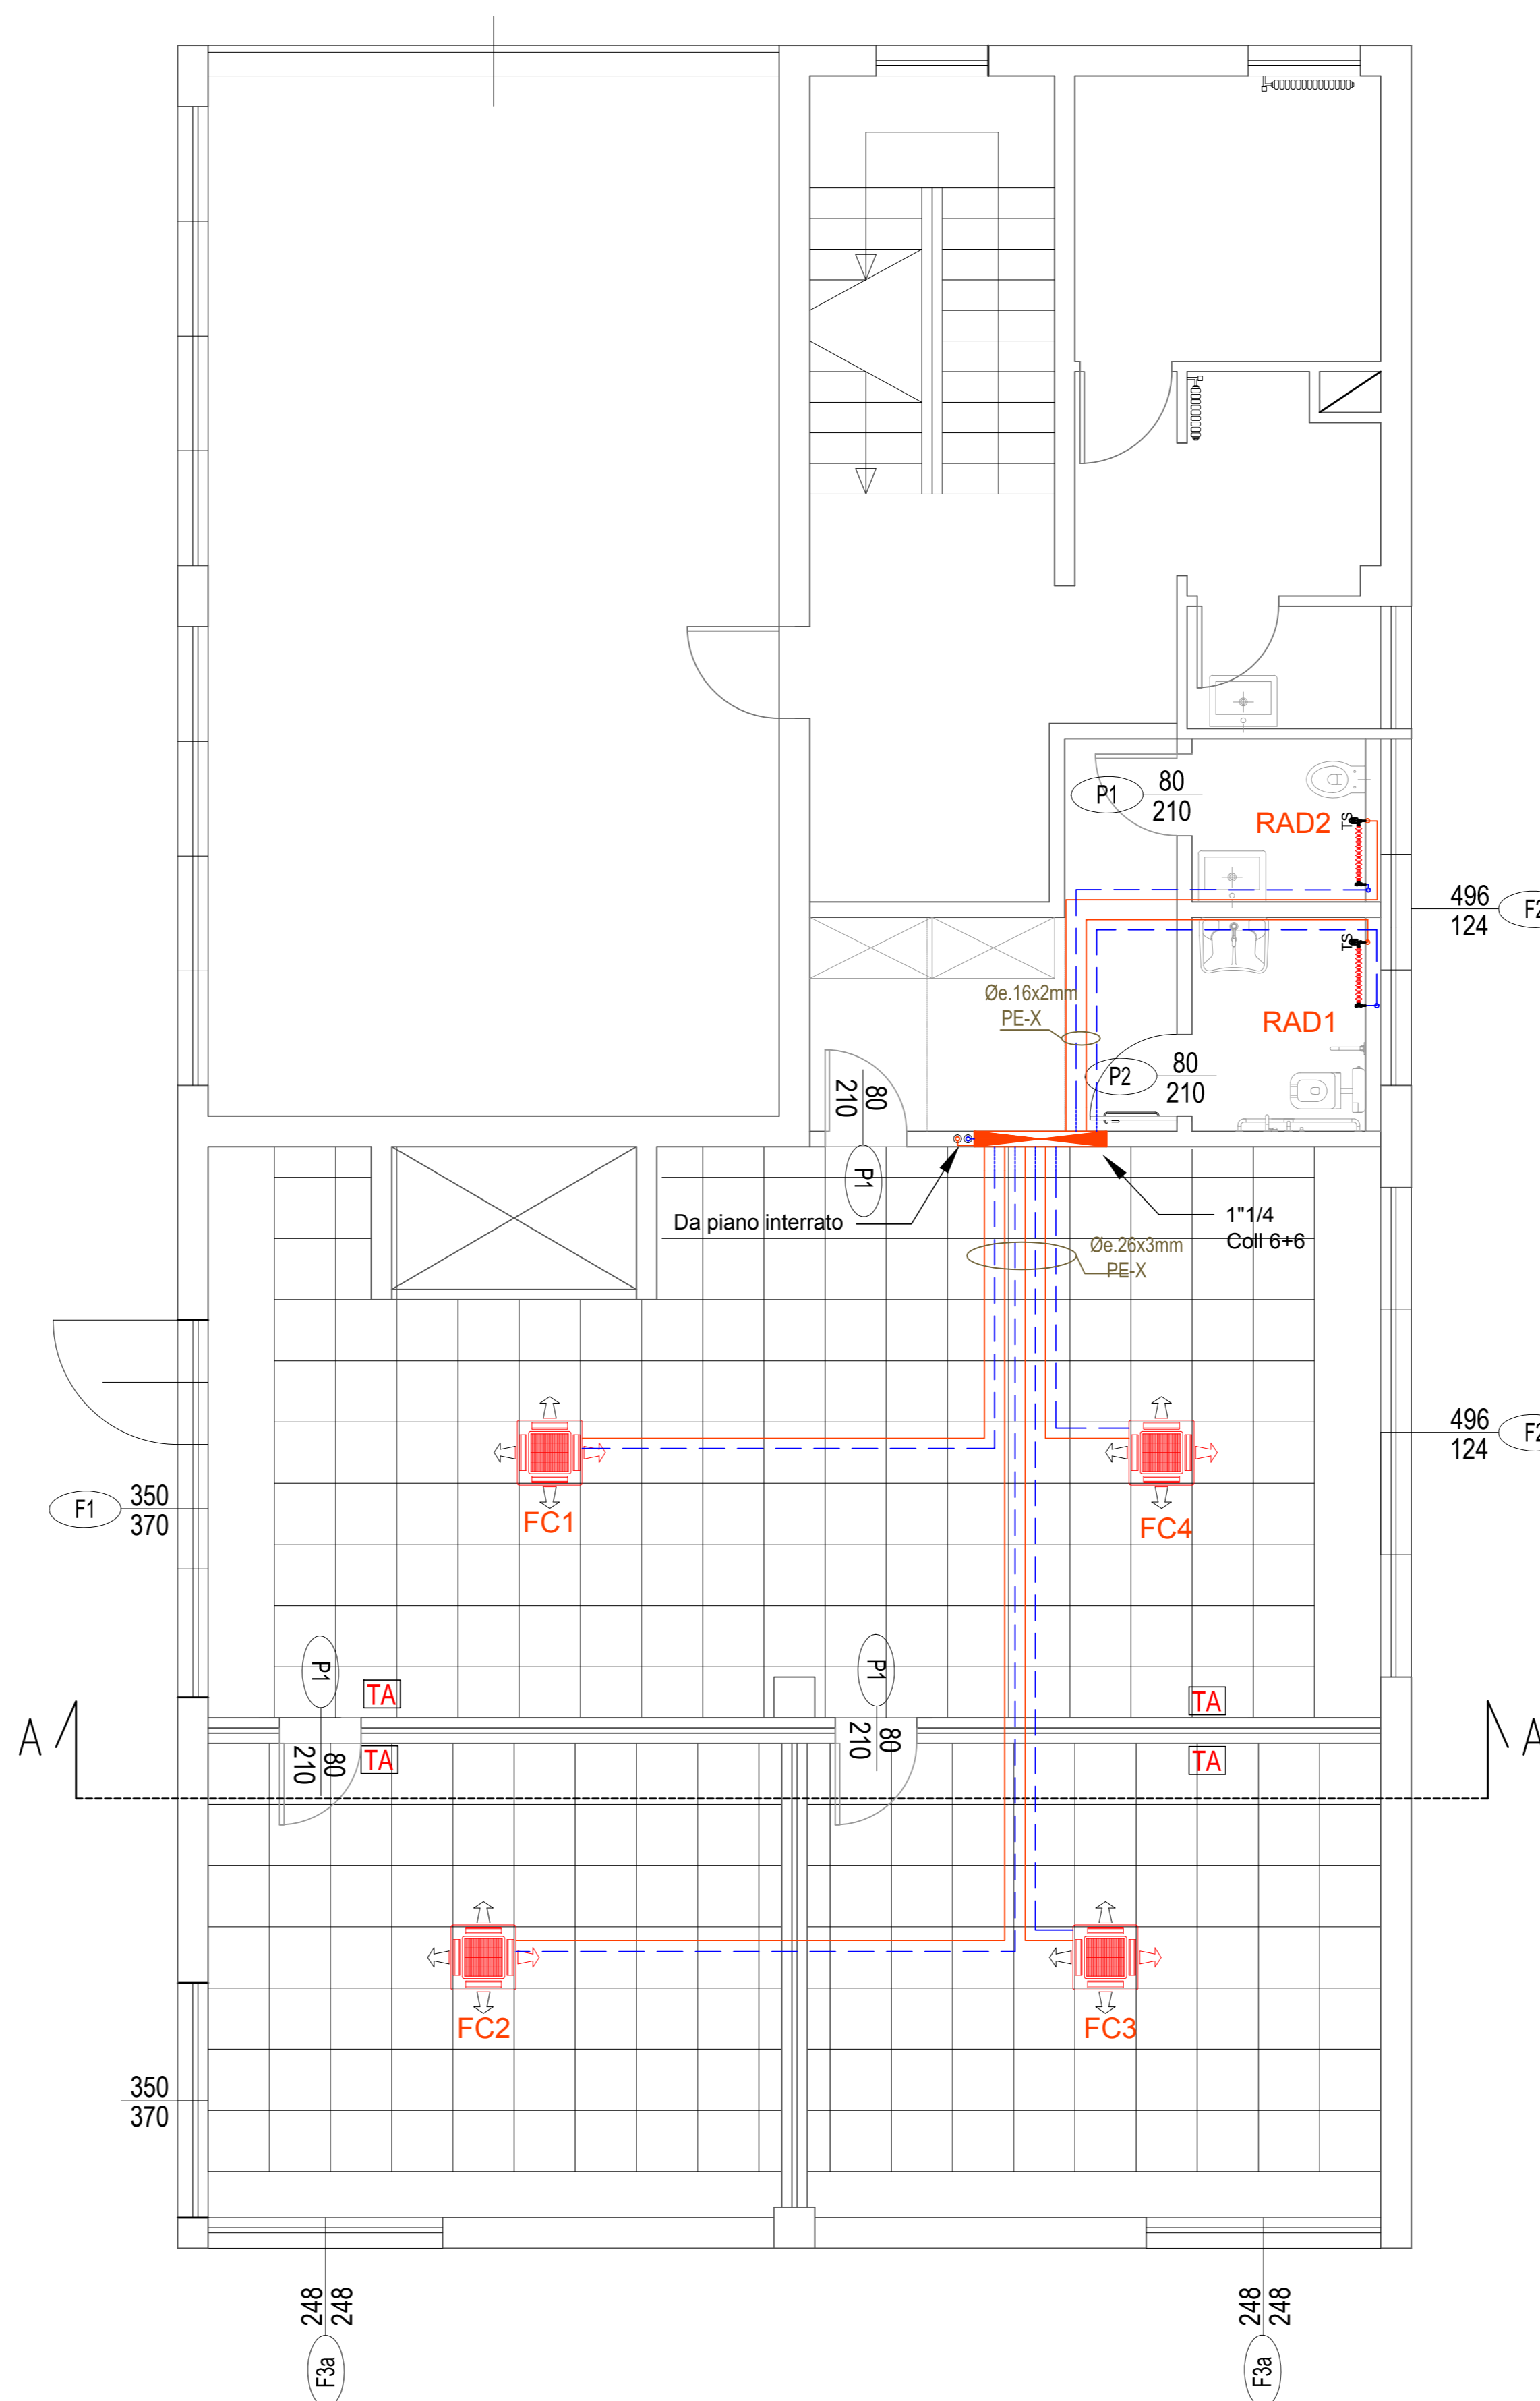 P1
80
210
RAD2
TS
496
124
F2
TS
Øe.16x2mm
PE-X
RAD1
P2
80
210
80
210
P1
Da piano interrato
1"1/4
Coll 6+6
Øe.26x3mm
PE-X
496
124
F2
F1
350
370
FC1
FC4
P1
P1
TA
TA
A
A
80
210
TA
80
210
TA
FC2
FC3
350
370
248
248
F3a
248
248
F3a